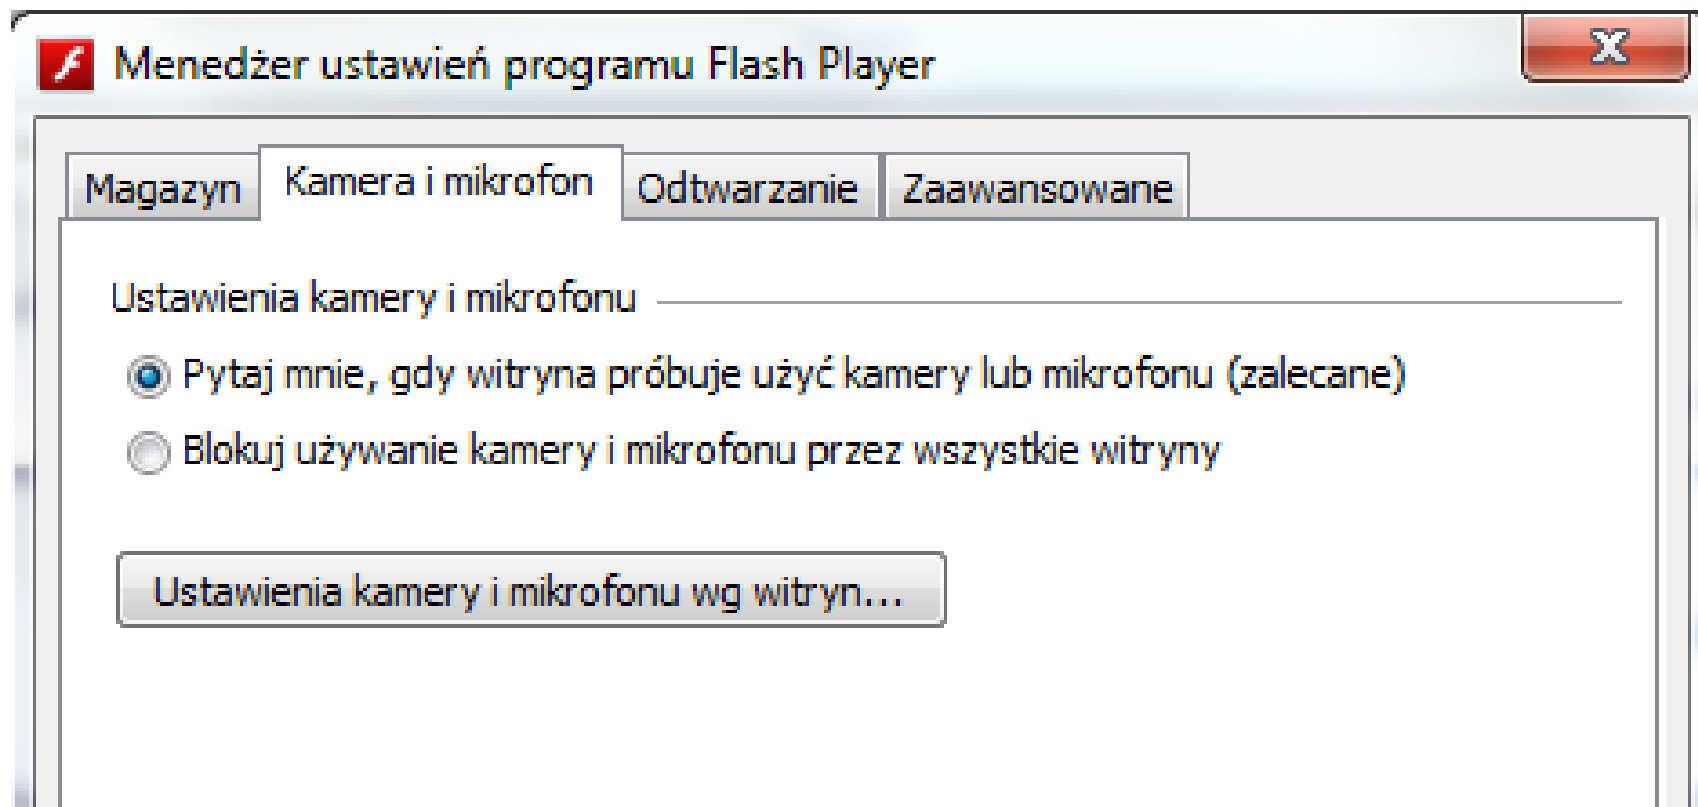 Menedżer ustawień programu Flash Player
Magazyn Kamera i mikrofon Odtwarzanie Zaawansowane
Ustawienia kamery i mikrofonu
Pytaj mnie, gdy witryna próbuje użyć kamery lub mikrofonu (zalecane)
Blokuj używanie kamery i mikrofonu przez wszystkie witryny
Ustawienia kamery i mikrofonu wg witryn...